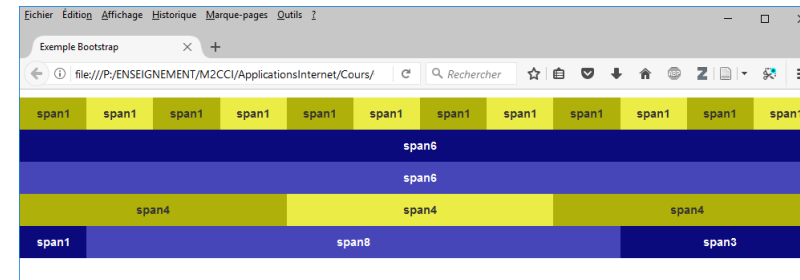 Fichier Édition Affichage Historique Marque-pages Outils ?
Exemple Bootstrap
file:///P:/ENSEIGNEMENT/M2CCI/ApplicationsInternet/Cours/ Rechercher ABP Z
span1 span1 span1 span1 span1 span1 span1 span1 span1 span1 span1 span1
span6
span6
span4 span4 span4
span1 span8 span3